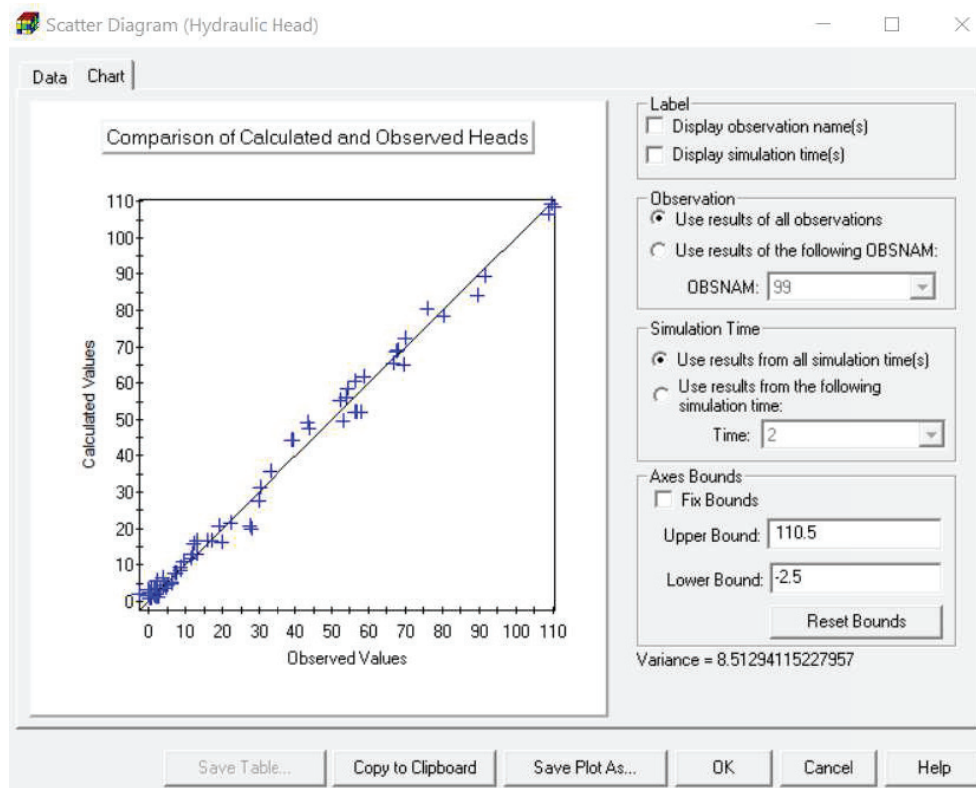 Scatter Diagram (Hydraulic Head)
Data Chart
Comparison of Calculated and Observed Heads
110
100
90
80
70
60
50
40
30
20
10
0
Calculated Values
0 10 20 30 40 50 60 70 80 90 100 110
Observed Values
Label
Display observation name(s)
Display simulation time(s)
Observation
Use results of all observations
Use results of the following OBSNAM:
OBSNAM: 99
Simulation Time
Use results from all simulation time(s)
Use results from the following
simulation time:
Time: 2
Axes Bounds
Fix Bounds
Upper Bound: 110.5
Lower Bound: -2.5
Reset Bounds
Variance = 8.51294115227957
Save Table... Copy to Clipboard Save Plot As... OK Cancel Help